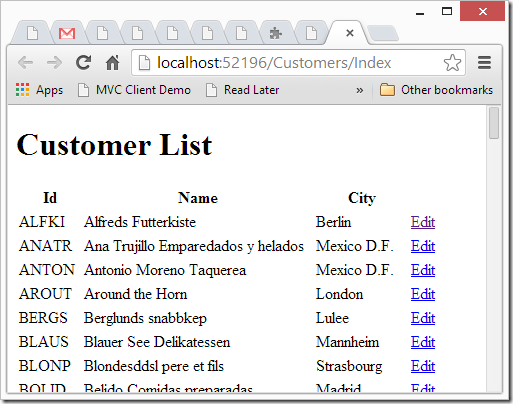 localhost:52196/Customers/Index
Apps MVC Client Demo Read Later » Other bookmarks
Customer List
Id Name City
ALFKI Alfreds Futterkiste Berlin Edit
ANATR Ana Trujillo Emparedados y helados Mexico D.F. Edit
ANTON Antonio Moreno Taquerea Mexico D.F. Edit
AROUT Around the Horn London Edit
BERGS Berglunds snabbkep Lulee Edit
BLAUS Blauer See Delikatessen Mannheim Edit
BLONP Blondesddsl pere et fils Strasbourg Edit
BOLID Belido Comidas preparadas Madrid Edit